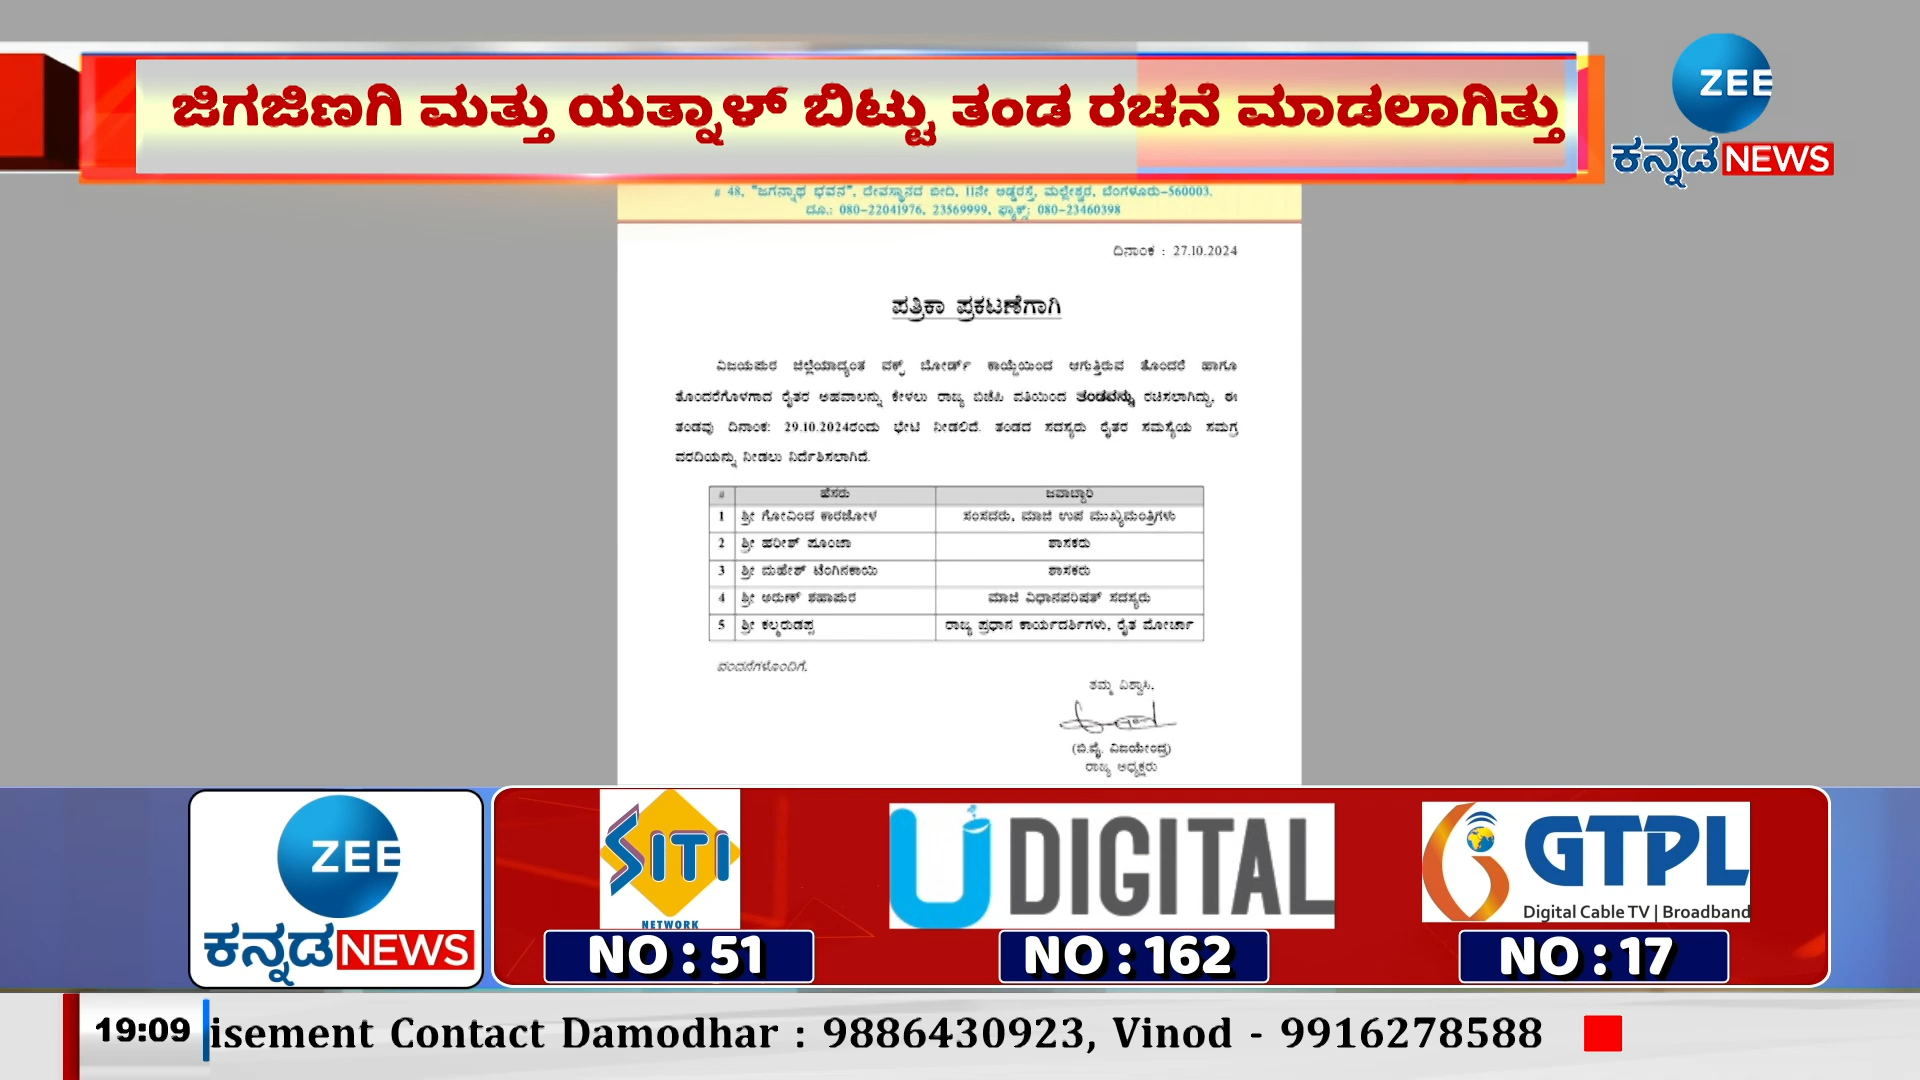 ಜಿಗಜಿಣಗಿ ಮತ್ತು ಯತ್ನಾಳ್ ಬಿಟ್ಟು ತಂಡ ರಚನೆ ಮಾಡಲಾಗಿತ್ತು
ZEE
ಕನ್ನಡ NEWS
# 48, "ಜಗನ್ನಾಥ ಭವನ", ದೇವಸ್ಥಾನದ ಬೀದಿ, 11ನೇ ಅಡ್ಡರಸ್ತೆ, ಮಲ್ಲೇಶ್ವರ, ಬೆಂಗಳೂರು-560003.
ದೂ.: 080-22041976, 23569999, ಫ್ಯಾಕ್ಸ್: 080-23460398
ದಿನಾಂಕ : 27.10.2024
ಪತ್ರಿಕಾ ಪ್ರಕಟಣೆಗಾಗಿ
ವಿಜಯಪುರ ಜಿಲ್ಲೆಯಾದ್ಯಂತ ವಕ್ಫ್ ಬೋರ್ಡ್ ಕಾಯ್ದೆಯಿಂದ ಆಗುತ್ತಿರುವ ತೊಂದರೆ ಹಾಗೂ
ತೊಂದರೆಗೊಳಗಾದ ರೈತರ ಅಹವಾಲನ್ನು ಕೇಳಲು ರಾಜ್ಯ ಬಿಜೆಪಿ ವತಿಯಿಂದ ತಂಡವನ್ನು ರಚಿಸಲಾಗಿದ್ದು, ಈ
ತಂಡವು ದಿನಾಂಕ: 29.10.2024ರಂದು ಭೇಟಿ ನೀಡಲಿದೆ. ತಂಡದ ಸದಸ್ಯರು ರೈತರ ಸಮಸ್ಯೆಯ ಸಮಗ್ರ
ವರದಿಯನ್ನು ನೀಡಲು ನಿರ್ದೇಶಿಸಲಾಗಿದೆ.
# ಹೆಸರು ಜವಾಬ್ದಾರಿ
1 ಶ್ರೀ ಗೋವಿಂದ ಕಾರಜೋಳ ಸಂಸದರು, ಮಾಜಿ ಉಪ ಮುಖ್ಯಮಂತ್ರಿಗಳು
2 ಶ್ರೀ ಹರೀಶ್ ಪೂಂಜಾ ಶಾಸಕರು
3 ಶ್ರೀ ಮಹೇಶ್ ಟೆಂಗಿನಕಾಯಿ ಶಾಸಕರು
4 ಶ್ರೀ ಅರುಣ್ ಶಹಾಪುರ ಮಾಜಿ ವಿಧಾನಪರಿಷತ್ ಸದಸ್ಯರು
5 ಶ್ರೀ ಕಲ್ಮರುಡಪ್ಪ ರಾಜ್ಯ ಪ್ರಧಾನ ಕಾರ್ಯದರ್ಶಿಗಳು, ರೈತ ಮೋರ್ಚಾ
ವಂದನೆಗಳೊಂದಿಗೆ,
ತಮ್ಮ ವಿಶ್ವಾಸಿ,
(ಬಿ.ವೈ. ವಿಜಯೇಂದ್ರ)
ರಾಜ್ಯ ಅಧ್ಯಕ್ಷರು
ZEE
ಕನ್ನಡ NEWS
SITI
NETWORK
NO : 51
U DIGITAL
NO : 162
GTPL
Digital Cable TV | Broadband
NO : 17
19:09 isement Contact Damodhar : 9886430923, Vinod - 9916278588